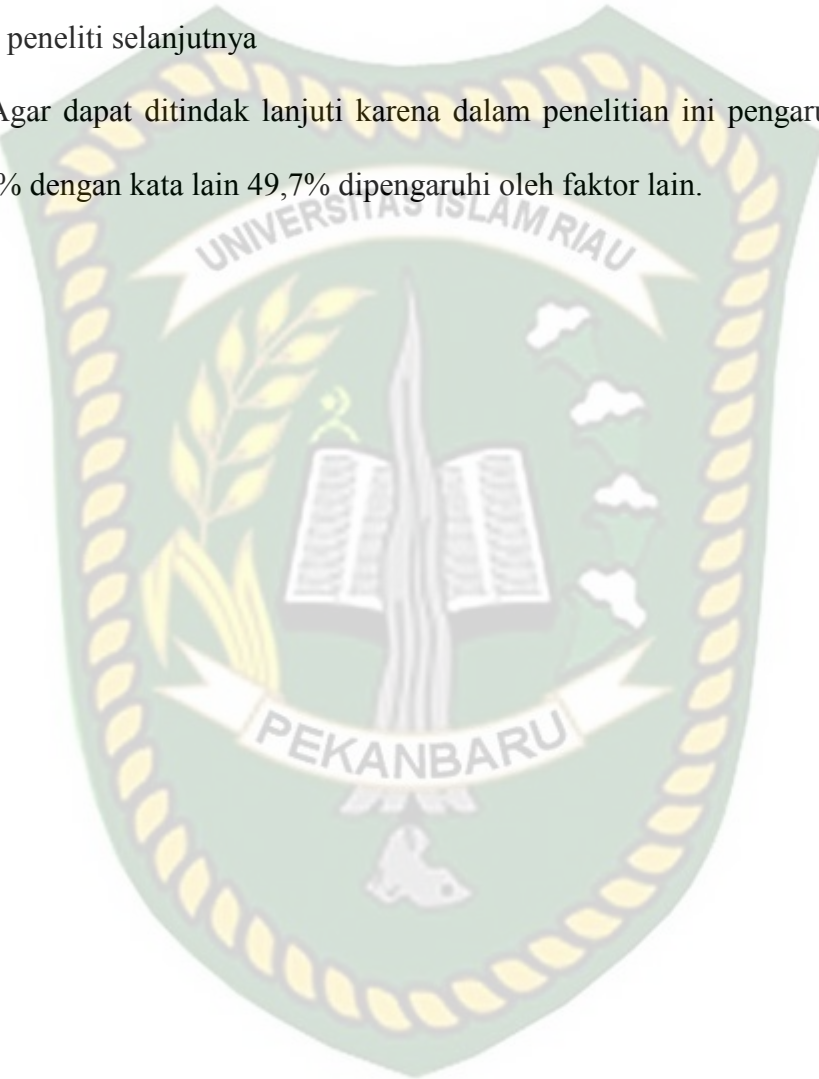 peneliti selanjutnya
Agar dapat ditindak lanjuti karena dalam penelitian ini pengaru
% dengan kata lain 49,7% dipengaruhi oleh faktor lain.
UNIVERSITAS ISLAM RIAU
PEKANBARU